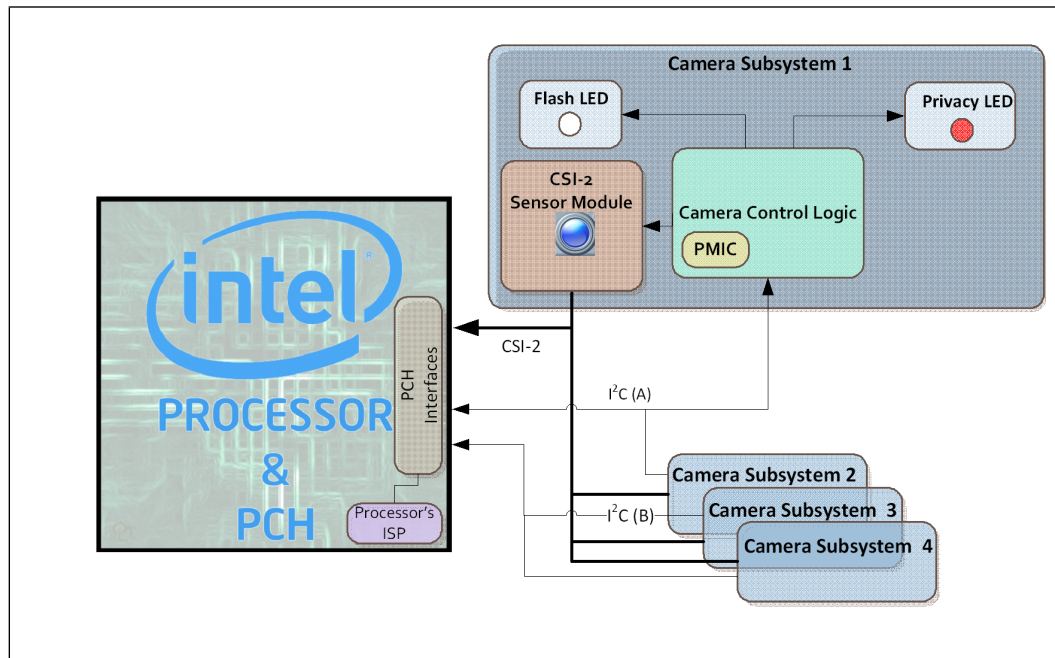 Camera Subsystem 1
Flash LED
Privacy LED
CSI-2
Sensor Module
Camera Control Logic
PMIC
intel®
PROCESSOR
&
PCH
PCH
Interfaces
Processor's
ISP
CSI-2
I²C (A)
I²C (B)
Camera Subsystem 2
Camera Subsystem 3
Camera Subsystem 4